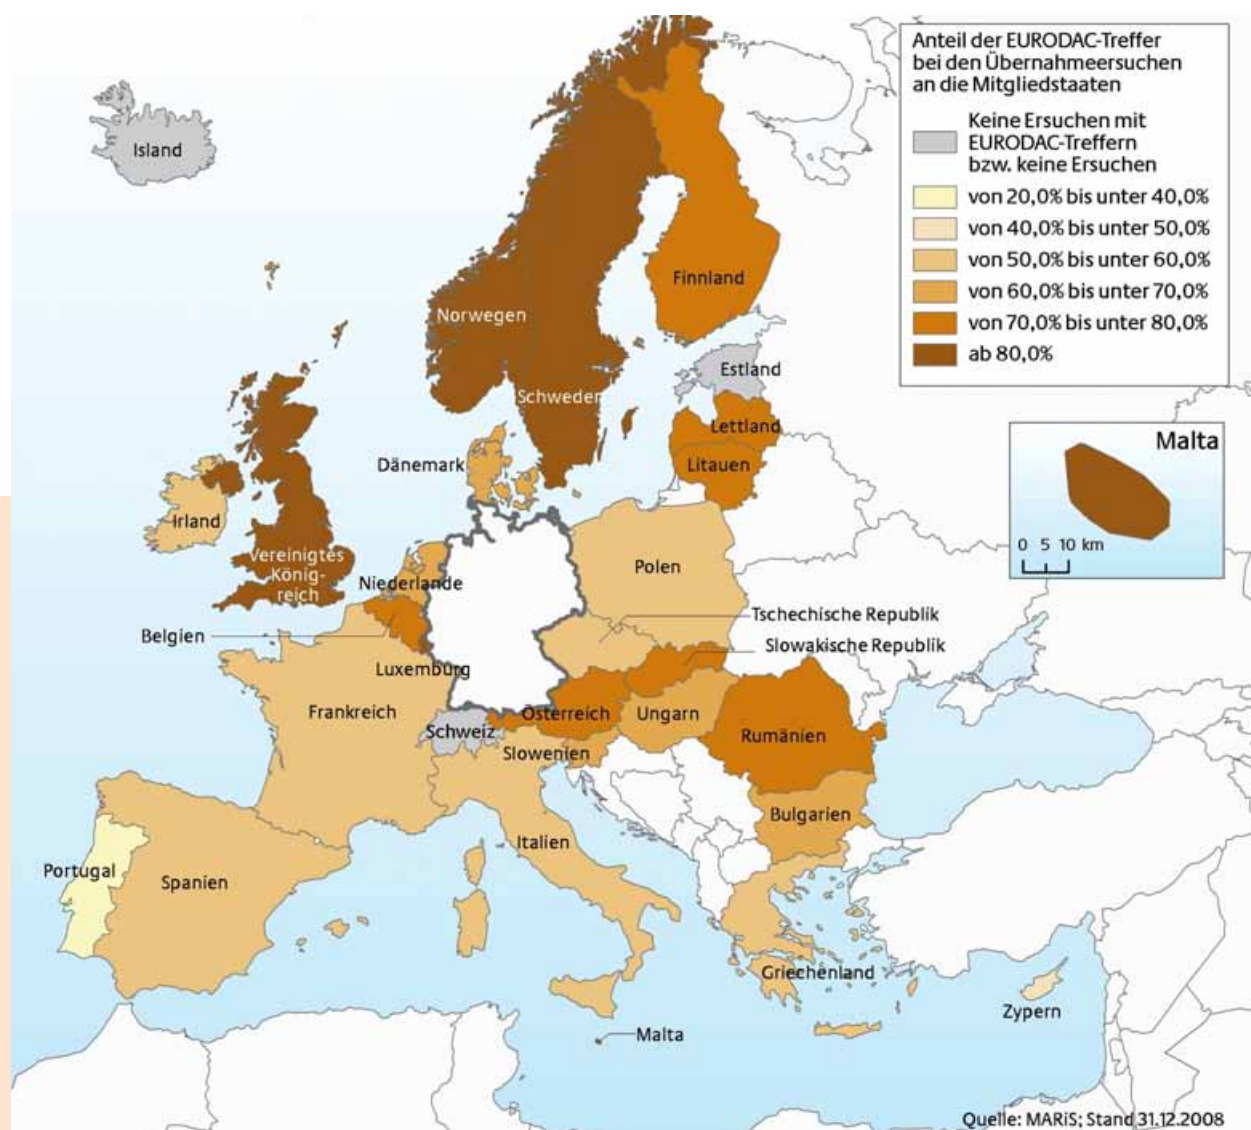 Anteil der EURODAC-Treffer
bei den Übernahmeersuchen
an die Mitgliedstaaten
Keine Ersuchen mit
EURODAC-Treffern
bzw. keine Ersuchen
von 20,0% bis unter 40,0%
von 40,0% bis unter 50,0%
von 50,0% bis unter 60,0%
von 60,0% bis unter 70,0%
von 70,0% bis unter 80,0%
ab 80,0%
Island
Finnland
Norwegen
Estland
Schweden
Lettland
Malta
Dänemark
Litauen
Irland
0 5 10 km
Vereinigtes
König-
reich
Polen
Niederlande
Tschechische Republik
Belgien
Slowakische Republik
Luxemburg
Frankreich
Österreich
Ungarn
Schweiz
Rumänien
Slowenien
Bulgarien
Italien
Portugal
Spanien
Griechenland
Zypern
Malta
Quelle: MARiS; Stand 31.12.2008